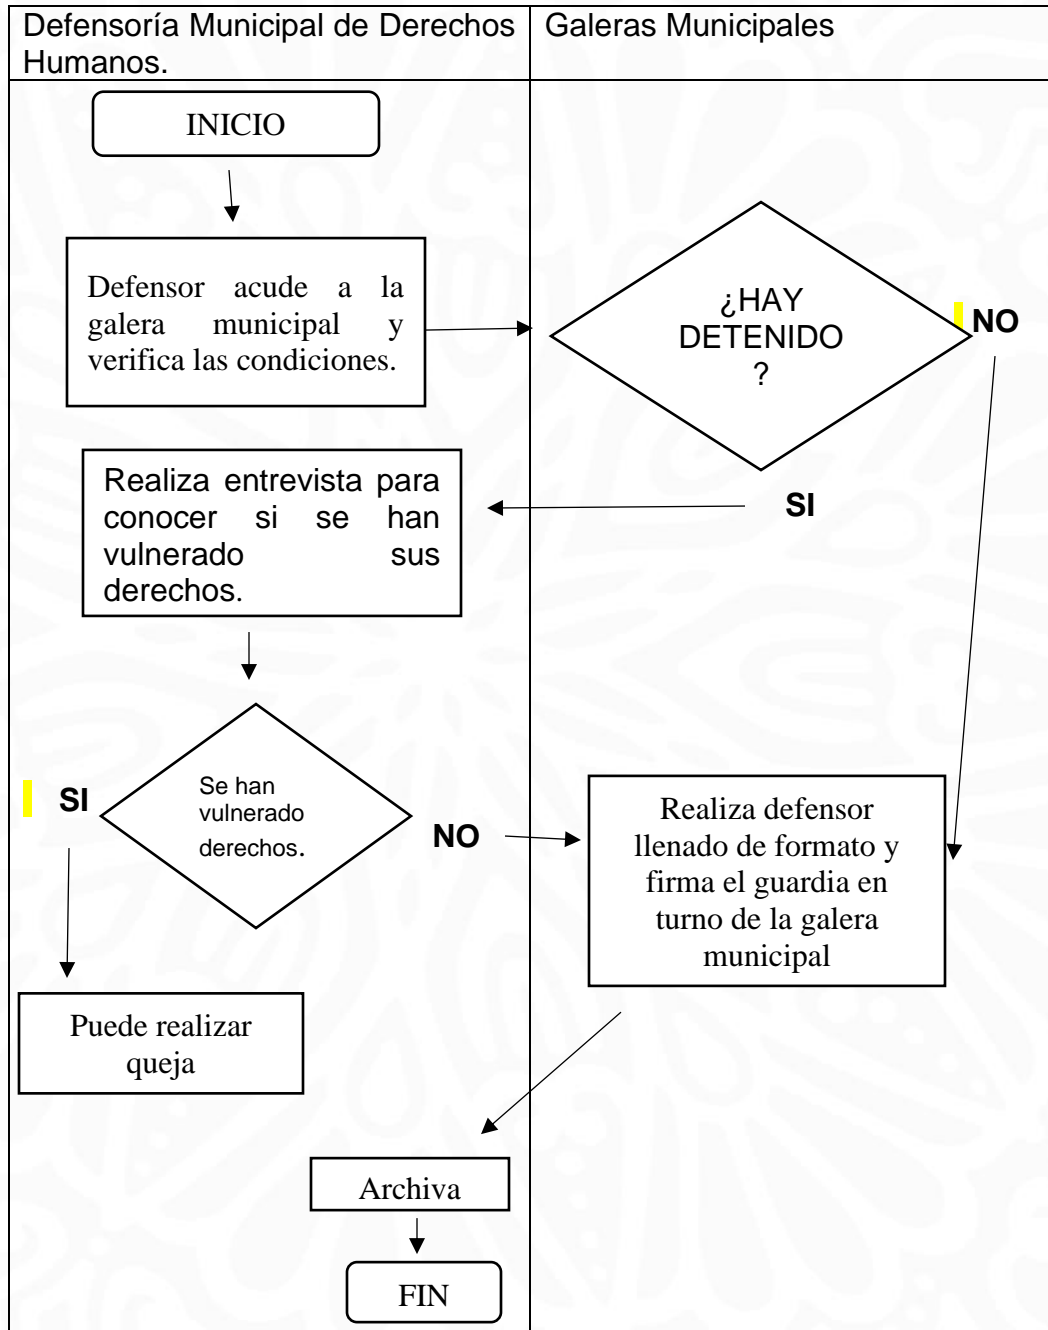 Defensoría Municipal de Derechos
Humanos.
Galeras Municipales
INICIO
Defensor acude a la
galera municipal y
verifica las condiciones.
¿HAY
DETENIDO
?
NO
SI
Realiza entrevista para
conocer si se han
vulnerado sus
derechos.
Se han
vulnerado
derechos.
SI
NO
Realiza defensor
llenado de formato y
firma el guardia en
turno de la galera
municipal
Puede realizar
queja
Archiva
FIN